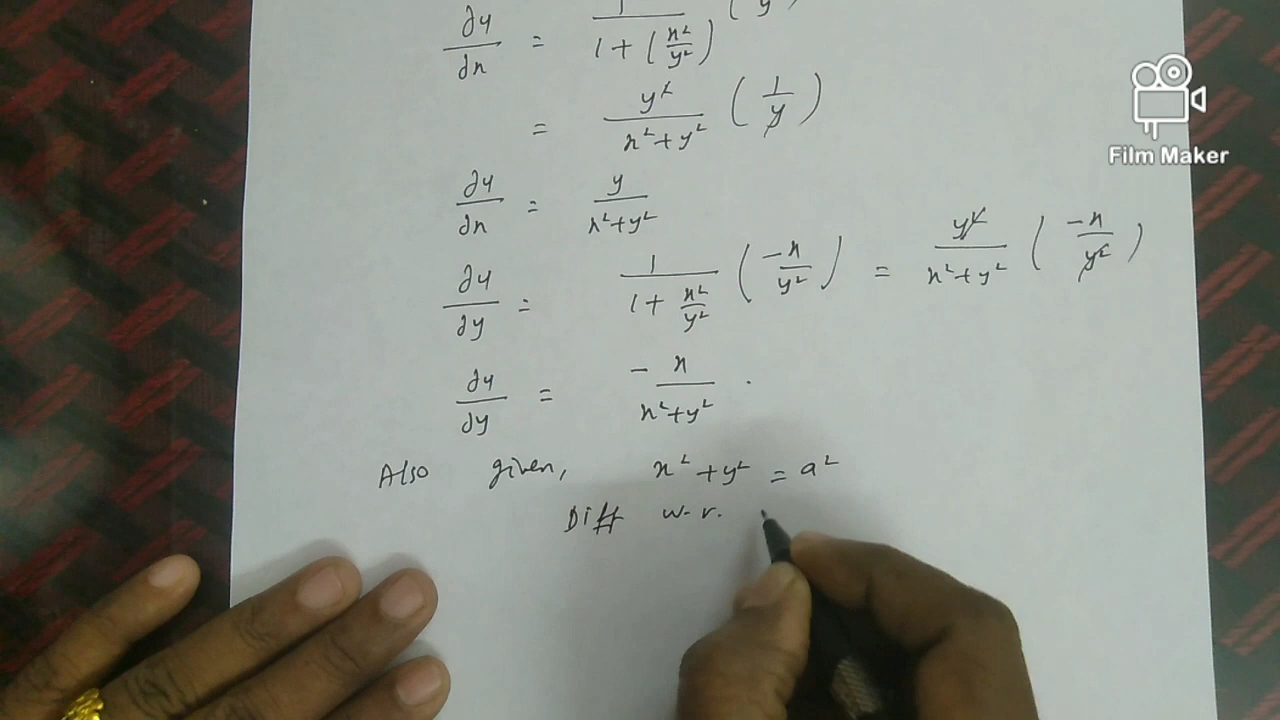 ∂u/∂x = 1/(1 + (x²/y²)) (1/y)
= y²/(x²+y²) (1/y)
∂u/∂x = y/(x²+y²)
∂u/∂y = 1/(1 + x²/y²) (-x/y²) = y²/(x²+y²) (-x/y²)
∂u/∂y = -x/(x²+y²) .
Also given, x² + y² = a²
Diff w.r.
Film Maker